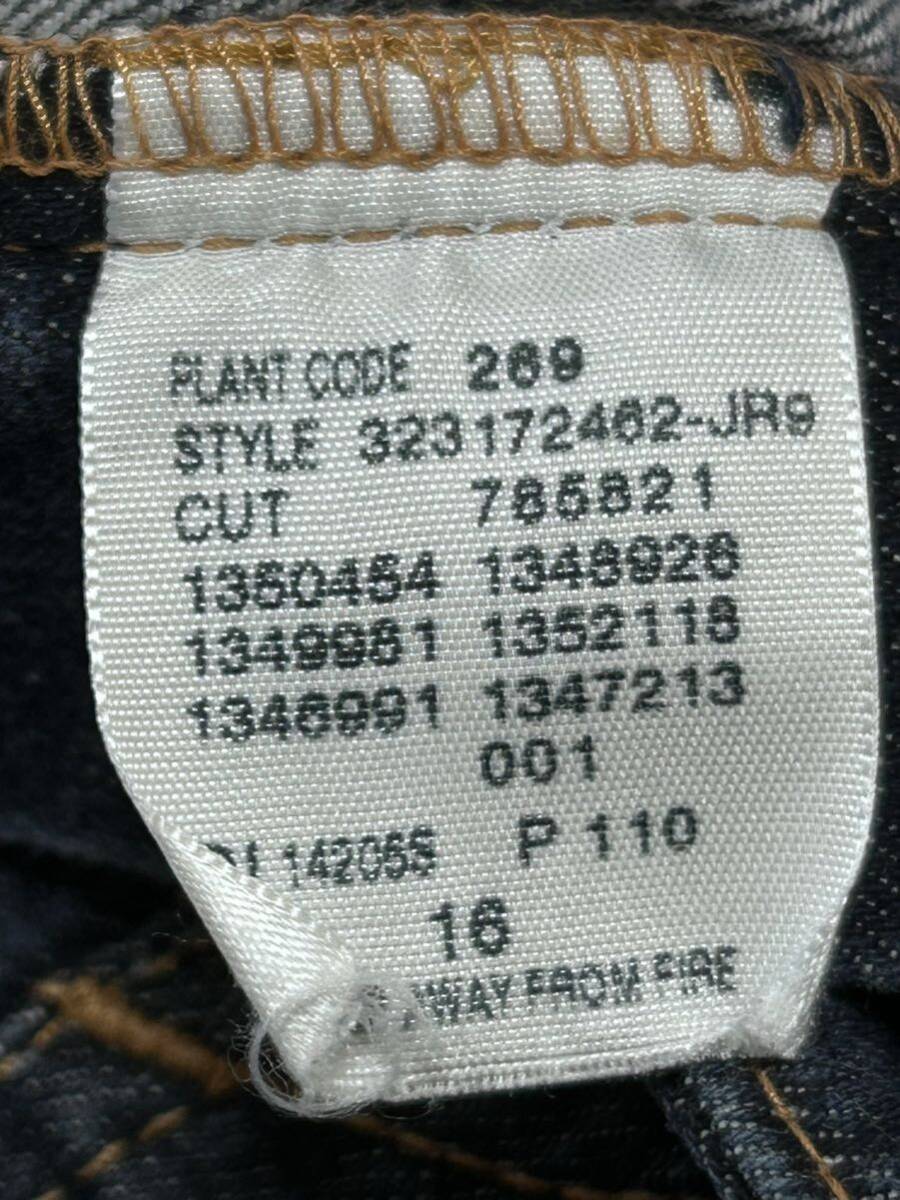 PLANT CODE 269
STYLE 323172462-JR9
CUT 785821
1350454 1348926
1349981 1352118
1346991 1347213
001
14205S P 110
16
AWAY FROM FIRE